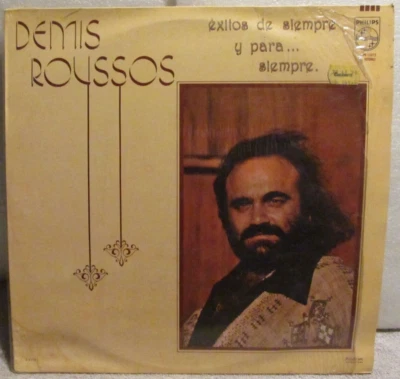 DEMIS
ROUSSOS
éxitos de siempre
y para...
siempre.
PHILIPS